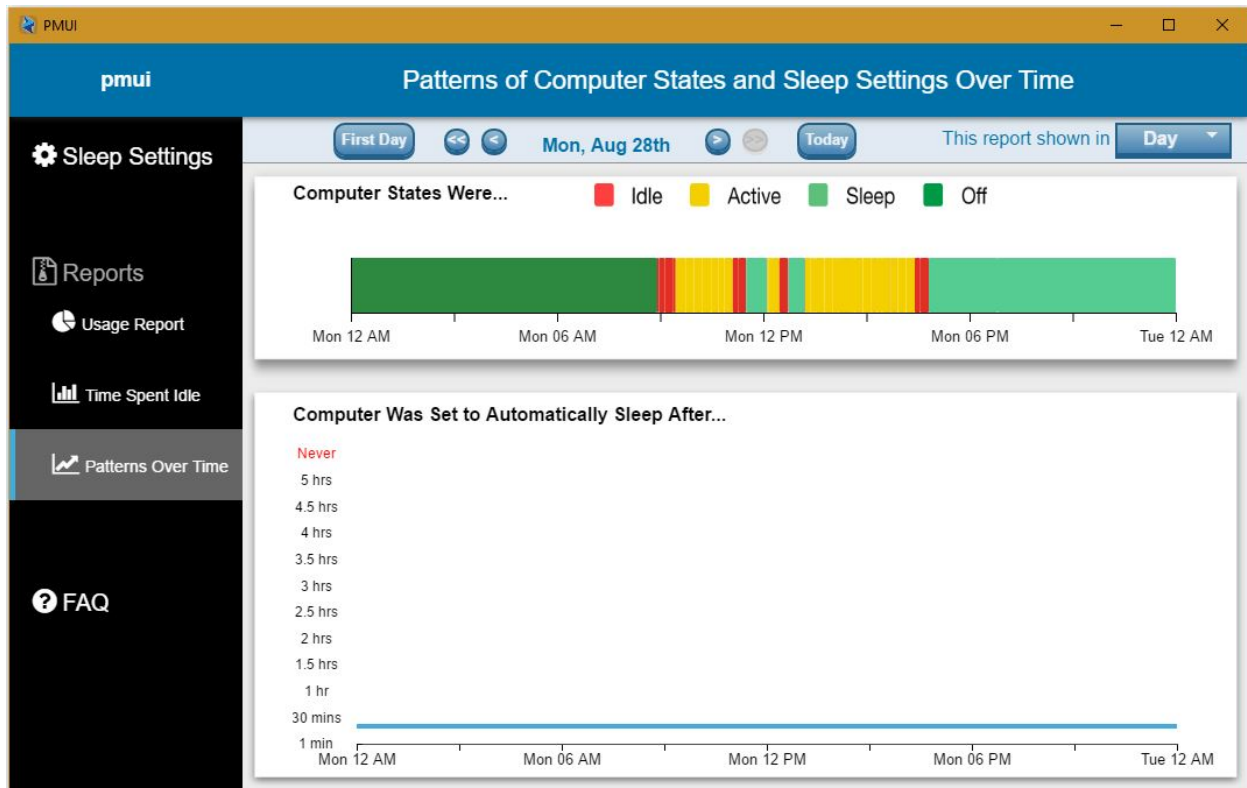 PMUI
pmui
Patterns of Computer States and Sleep Settings Over Time
Sleep Settings
Reports
Usage Report
Time Spent Idle
Patterns Over Time
FAQ
First Day << < Mon, Aug 28th > >> Today This report shown in Day
Computer States Were... Idle Active Sleep Off
Mon 12 AM Mon 06 AM Mon 12 PM Mon 06 PM Tue 12 AM
Computer Was Set to Automatically Sleep After...
Never
5 hrs
4.5 hrs
4 hrs
3.5 hrs
3 hrs
2.5 hrs
2 hrs
1.5 hrs
1 hr
30 mins
1 min
Mon 12 AM Mon 06 AM Mon 12 PM Mon 06 PM Tue 12 AM